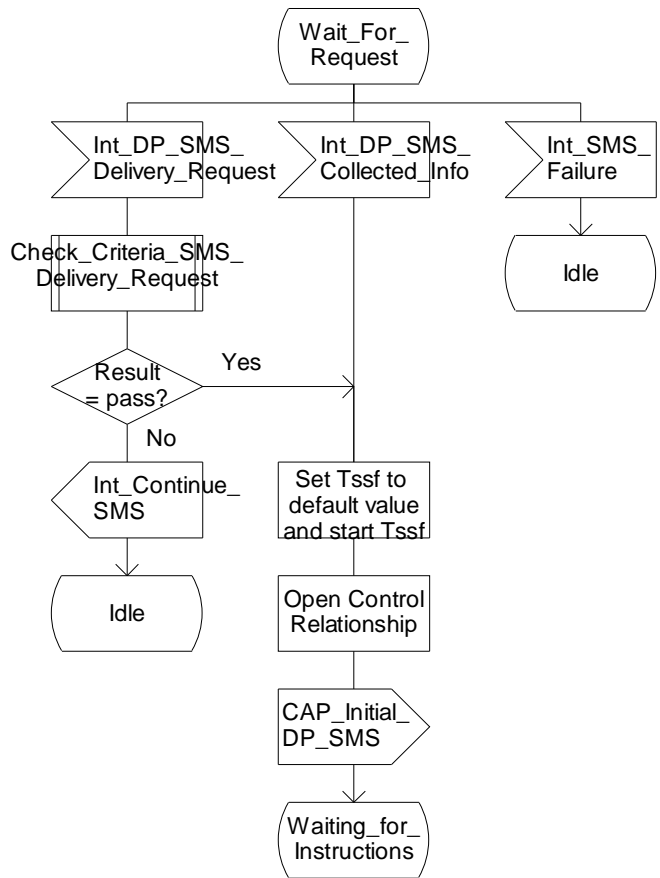 Wait_For_
Request
Int_DP_SMS_
Delivery_Request
Int_DP_SMS_
Collected_Info
Int_SMS_
Failure
Check_Criteria_SMS_
Delivery_Request
Idle
Result
= pass?
Yes
No
Int_Continue_
SMS
Set Tssf to
default value
and start Tssf
Idle
Open Control
Relationship
CAP_Initial_
DP_SMS
Waiting_for_
Instructions